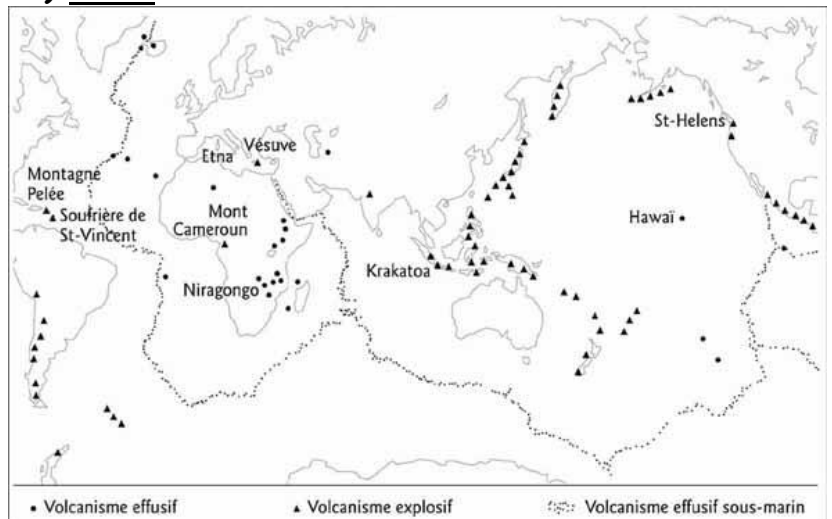 St-Helens
Vésuve
Etna
Montagne
Pelée
Soufrière de
St-Vincent
Mont
Cameroun
Hawaï
Krakatoa
Niragongo
Volcanisme effusif
Volcanisme explosif
Volcanisme effusif sous-marin